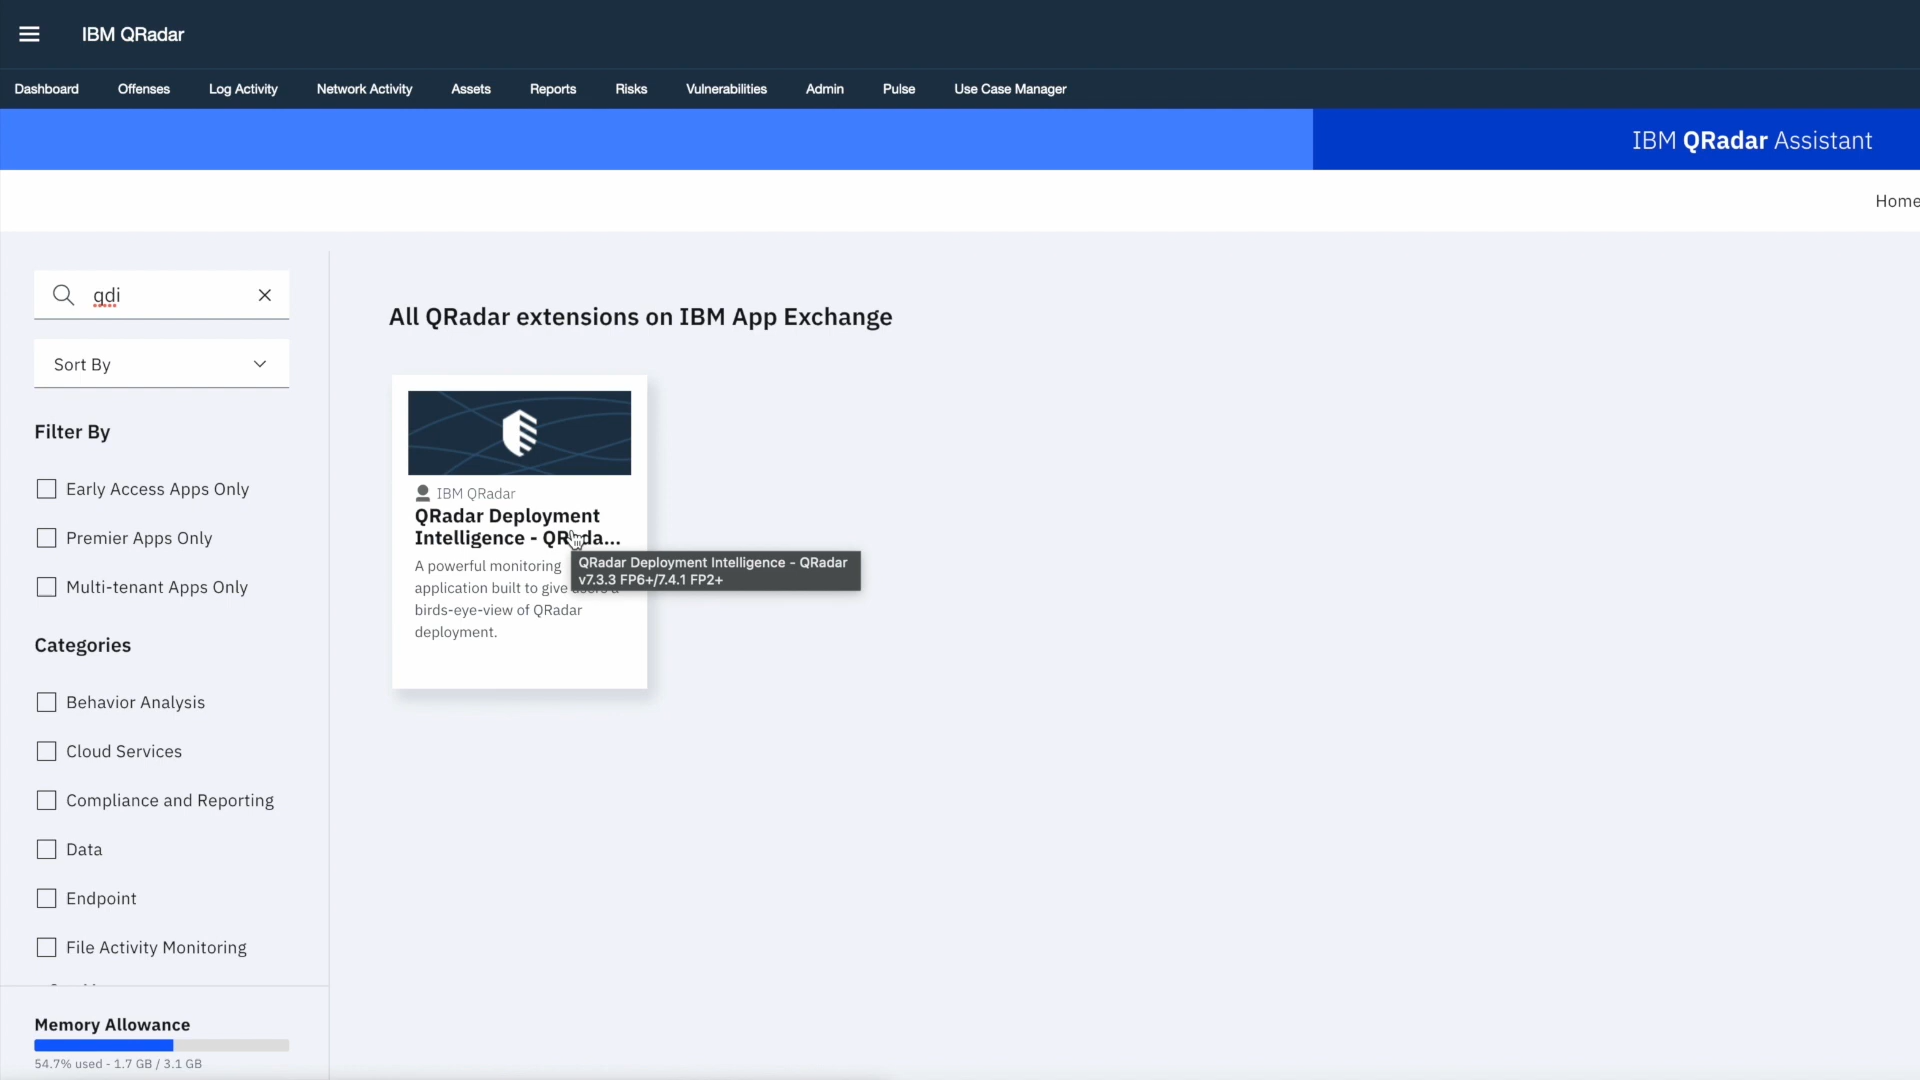 IBM QRadar
Dashboard Offenses Log Activity Network Activity Assets Reports Risks Vulnerabilities Admin Pulse Use Case Manager
IBM QRadar Assistant
Home
qdi
Sort By
Filter By
Early Access Apps Only
Premier Apps Only
Multi-tenant Apps Only
Categories
Behavior Analysis
Cloud Services
Compliance and Reporting
Data
Endpoint
File Activity Monitoring
Memory Allowance
54.7% used - 1.7 GB / 3.1 GB
All QRadar extensions on IBM App Exchange
IBM QRadar
QRadar Deployment
Intelligence - QRada...
A powerful monitoring
application built to give users a
birds-eye-view of QRadar
deployment.
QRadar Deployment Intelligence - QRadar
v7.3.3 FP6+/7.4.1 FP2+